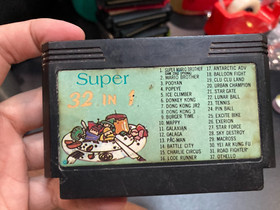 Super
32 IN 1
1. SUPER MARIO BROTHER
2. MARIO BROTHER
3. POOYAN
4. POPEYE
5. ICE CLIMBER
6. DONKEY KONG
7. DONKEY KONG JR2
8. DONKEY KONG 3
9. BURGER TIME
10. MAPPY
11. GALAXIAN
12. GALAGA
13. PAC-MAN
14. BATTLE CITY
15. CHARLIE CIRCUS
16. LODE RUNNER
17. ANTARCTIC ADV
18. BALLOON FIGHT
19. CLU CLU LAND
20. URBAN CHAMPION
21. STAR GATE
22. LUNAR BALL
23. TENNIS
24. PIN BALL
25. EXCITE BIKE
26. EXERION
27. STAR FORCE
28. SKY DESTROY
29. MACROSS
30. YEI AR KUNG FU
31. ROAD FIGHTER
32. OTHELLO